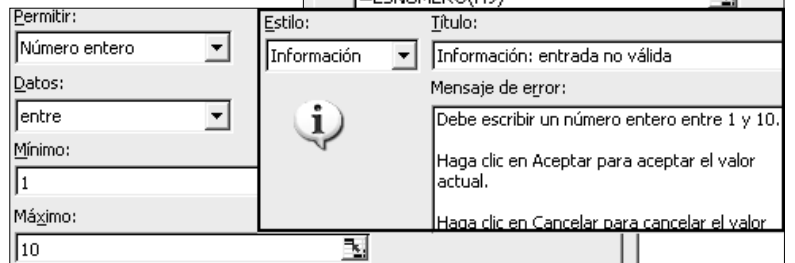 Permitir:
Número entero
Datos:
entre
Mínimo:
1
Máximo:
10
Estilo:
Información
Título:
Información: entrada no válida
Mensaje de error:
Debe escribir un número entero entre 1 y 10.
Haga clic en Aceptar para aceptar el valor
actual.
Haga clic en Cancelar para cancelar el valor